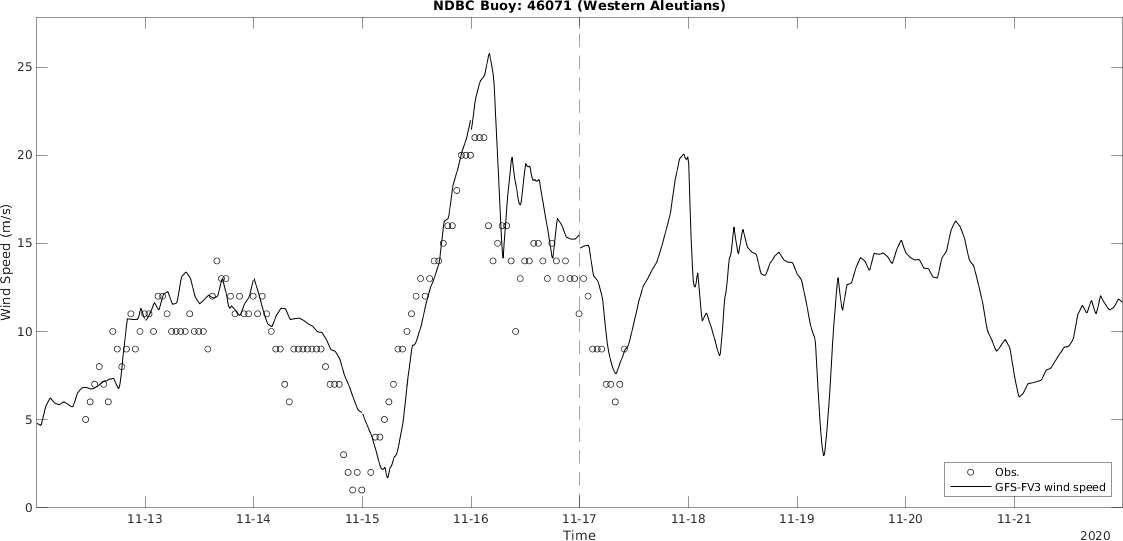 NDBC Buoy: 46071 (Western Aleutians)
25
20
15
10
5
0
Wind Speed (m/s)
Obs.
GFS-FV3 wind speed
11-13 11-14 11-15 11-16 11-17 11-18 11-19 11-20 11-21
Time
2020